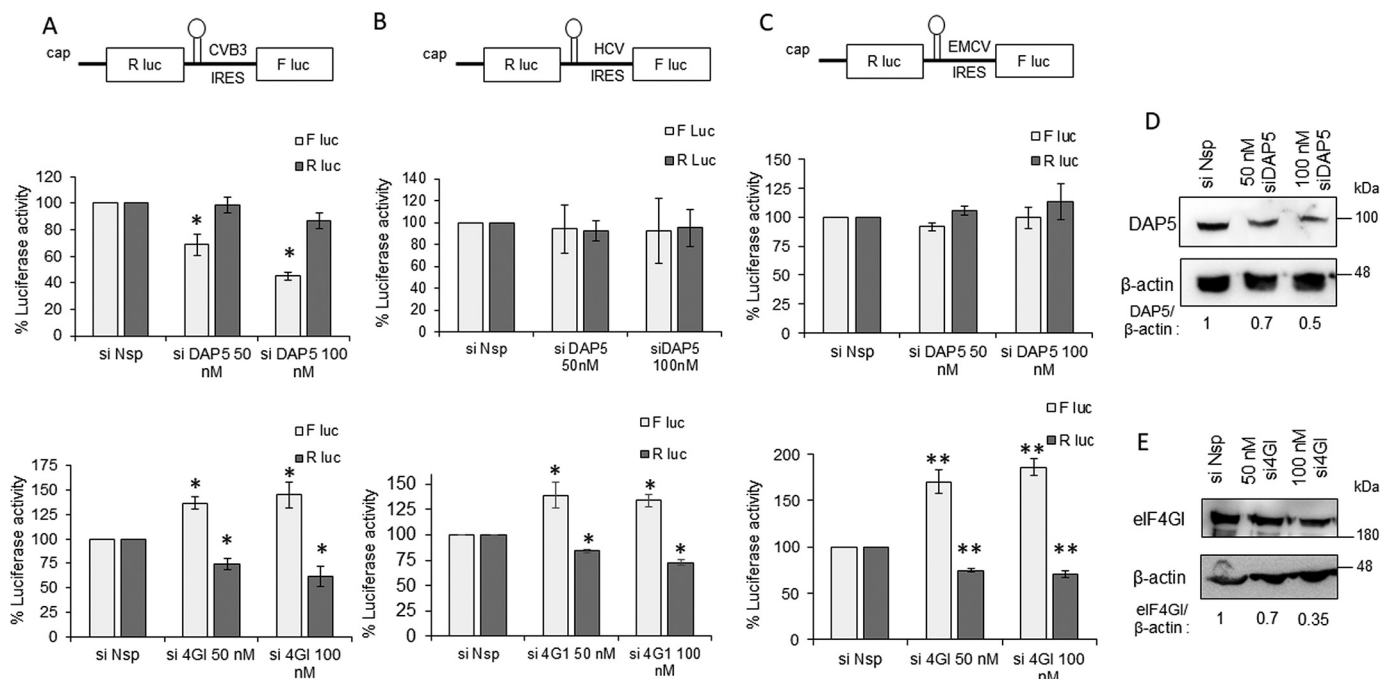 A
cap
R luc
CVB3
IRES
F luc
F luc
R luc
% Luciferase activity
120
100
80
60
40
20
0
*
*
si Nsp
si DAP5 50
nM
si DAP5 100
nM
F luc
R luc
% Luciferase activity
175
150
125
100
75
50
25
0
*
*
*
*
si Nsp
si 4GI 50 nM
si 4GI 100
nM
B
cap
R luc
HCV
IRES
F luc
F Luc
R Luc
% Luciferase activity
140
120
100
80
60
40
20
0
si Nsp
si DAP5
50nM
siDAP5
100nM
F luc
R luc
% Luciferase activity
150
125
100
75
50
25
0
*
*
*
*
si Nsp
si 4G1 50 nM
si 4G1 100
nM
C
cap
R luc
EMCV
IRES
F luc
F luc
R luc
% Luciferase activity
150
125
100
75
50
25
0
si Nsp
si DAP5 50
nM
si DAP5 100
nM
F luc
R luc
% Luciferase activity
200
150
100
50
0
**
**
**
**
si Nsp
si 4GI 50 nM
si 4GI 100
nM
D
si Nsp
50 nM
siDAP5
100 nM
siDAP5
kDa
DAP5
100
β-actin
48
DAP5/
β-actin :
1
0.7
0.5
E
si Nsp
50 nM
si4GI
100 nM
si4GI
kDa
eIF4GI
180
β-actin
48
eIF4GI/
β-actin :
1
0.7
0.35